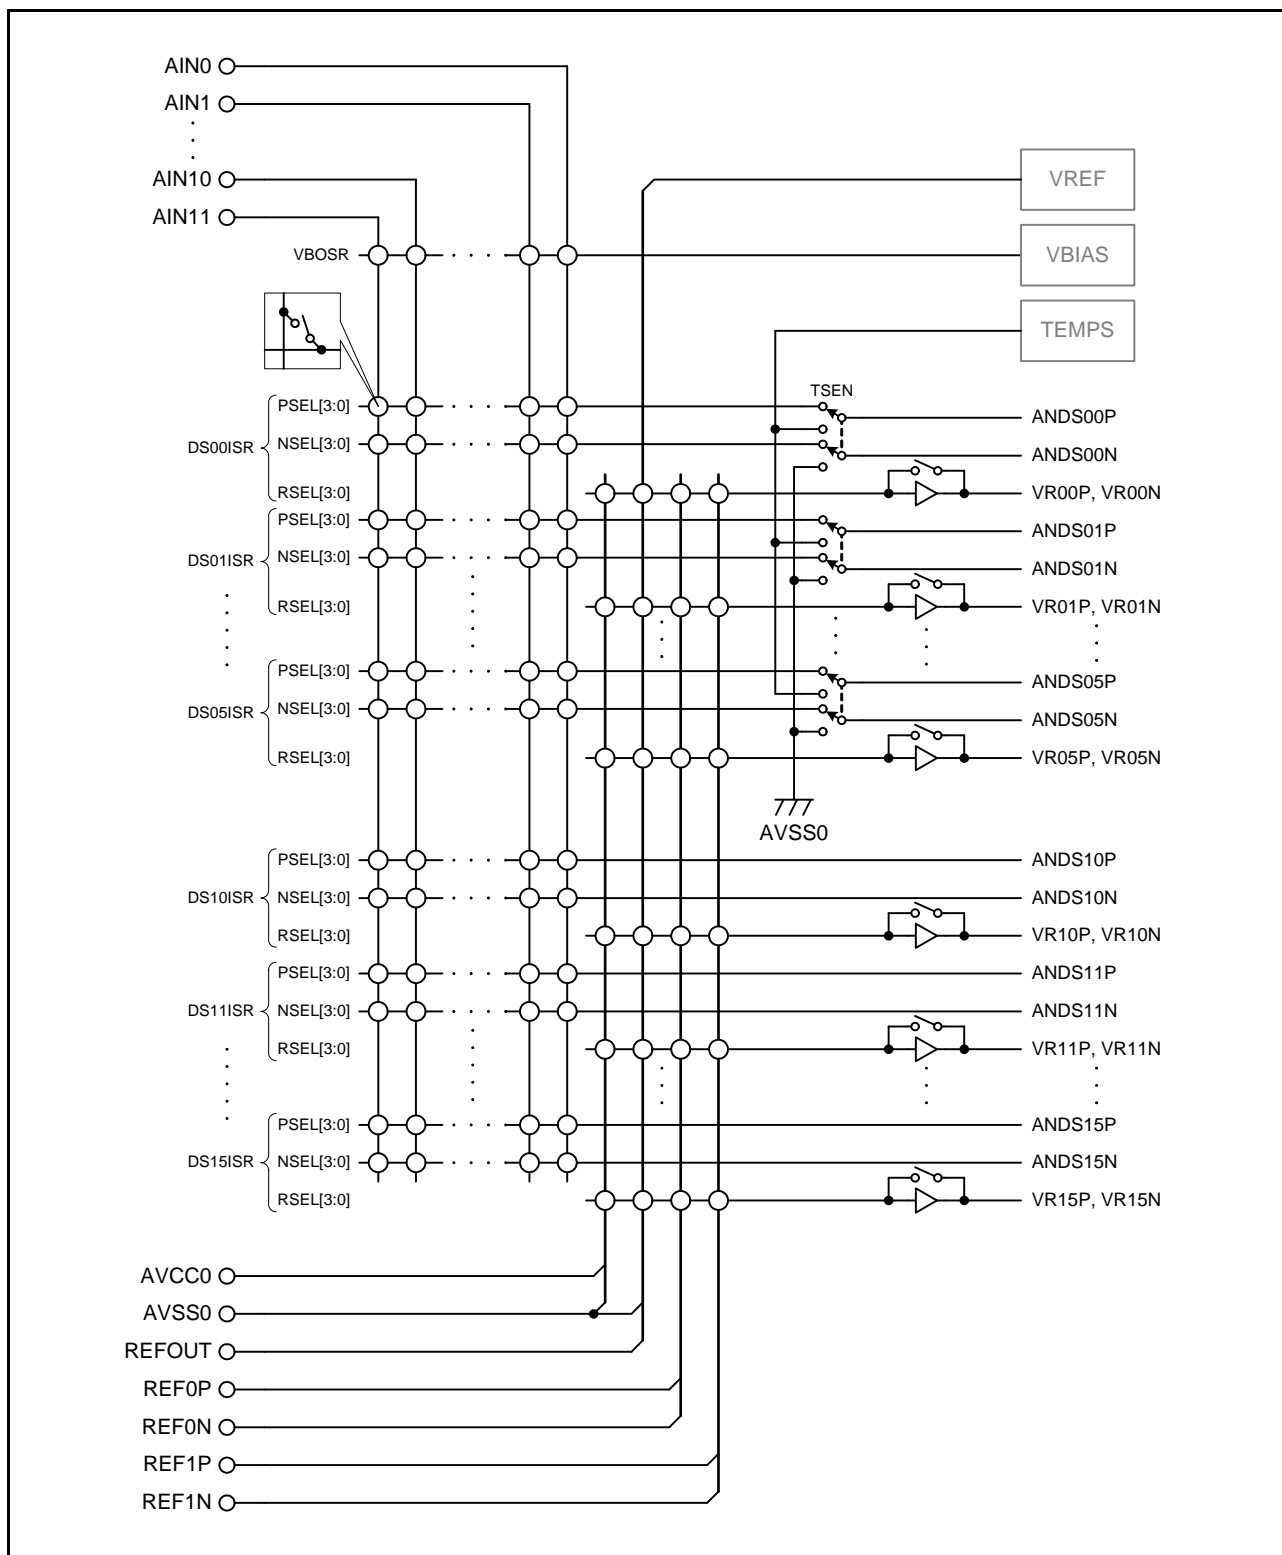 AIN0
AIN1
AIN10
AIN11
VREF
VBOSR
VBIAS
TEMPS
TSEN
DS00ISR
PSEL[3:0]
NSEL[3:0]
RSEL[3:0]
ANDS00P
ANDS00N
VR00P, VR00N
DS01ISR
PSEL[3:0]
NSEL[3:0]
RSEL[3:0]
ANDS01P
ANDS01N
VR01P, VR01N
DS05ISR
PSEL[3:0]
NSEL[3:0]
RSEL[3:0]
ANDS05P
ANDS05N
VR05P, VR05N
AVSS0
DS10ISR
PSEL[3:0]
NSEL[3:0]
RSEL[3:0]
ANDS10P
ANDS10N
VR10P, VR10N
DS11ISR
PSEL[3:0]
NSEL[3:0]
RSEL[3:0]
ANDS11P
ANDS11N
VR11P, VR11N
DS15ISR
PSEL[3:0]
NSEL[3:0]
RSEL[3:0]
ANDS15P
ANDS15N
VR15P, VR15N
AVCC0
AVSS0
REFOUT
REF0P
REF0N
REF1P
REF1N